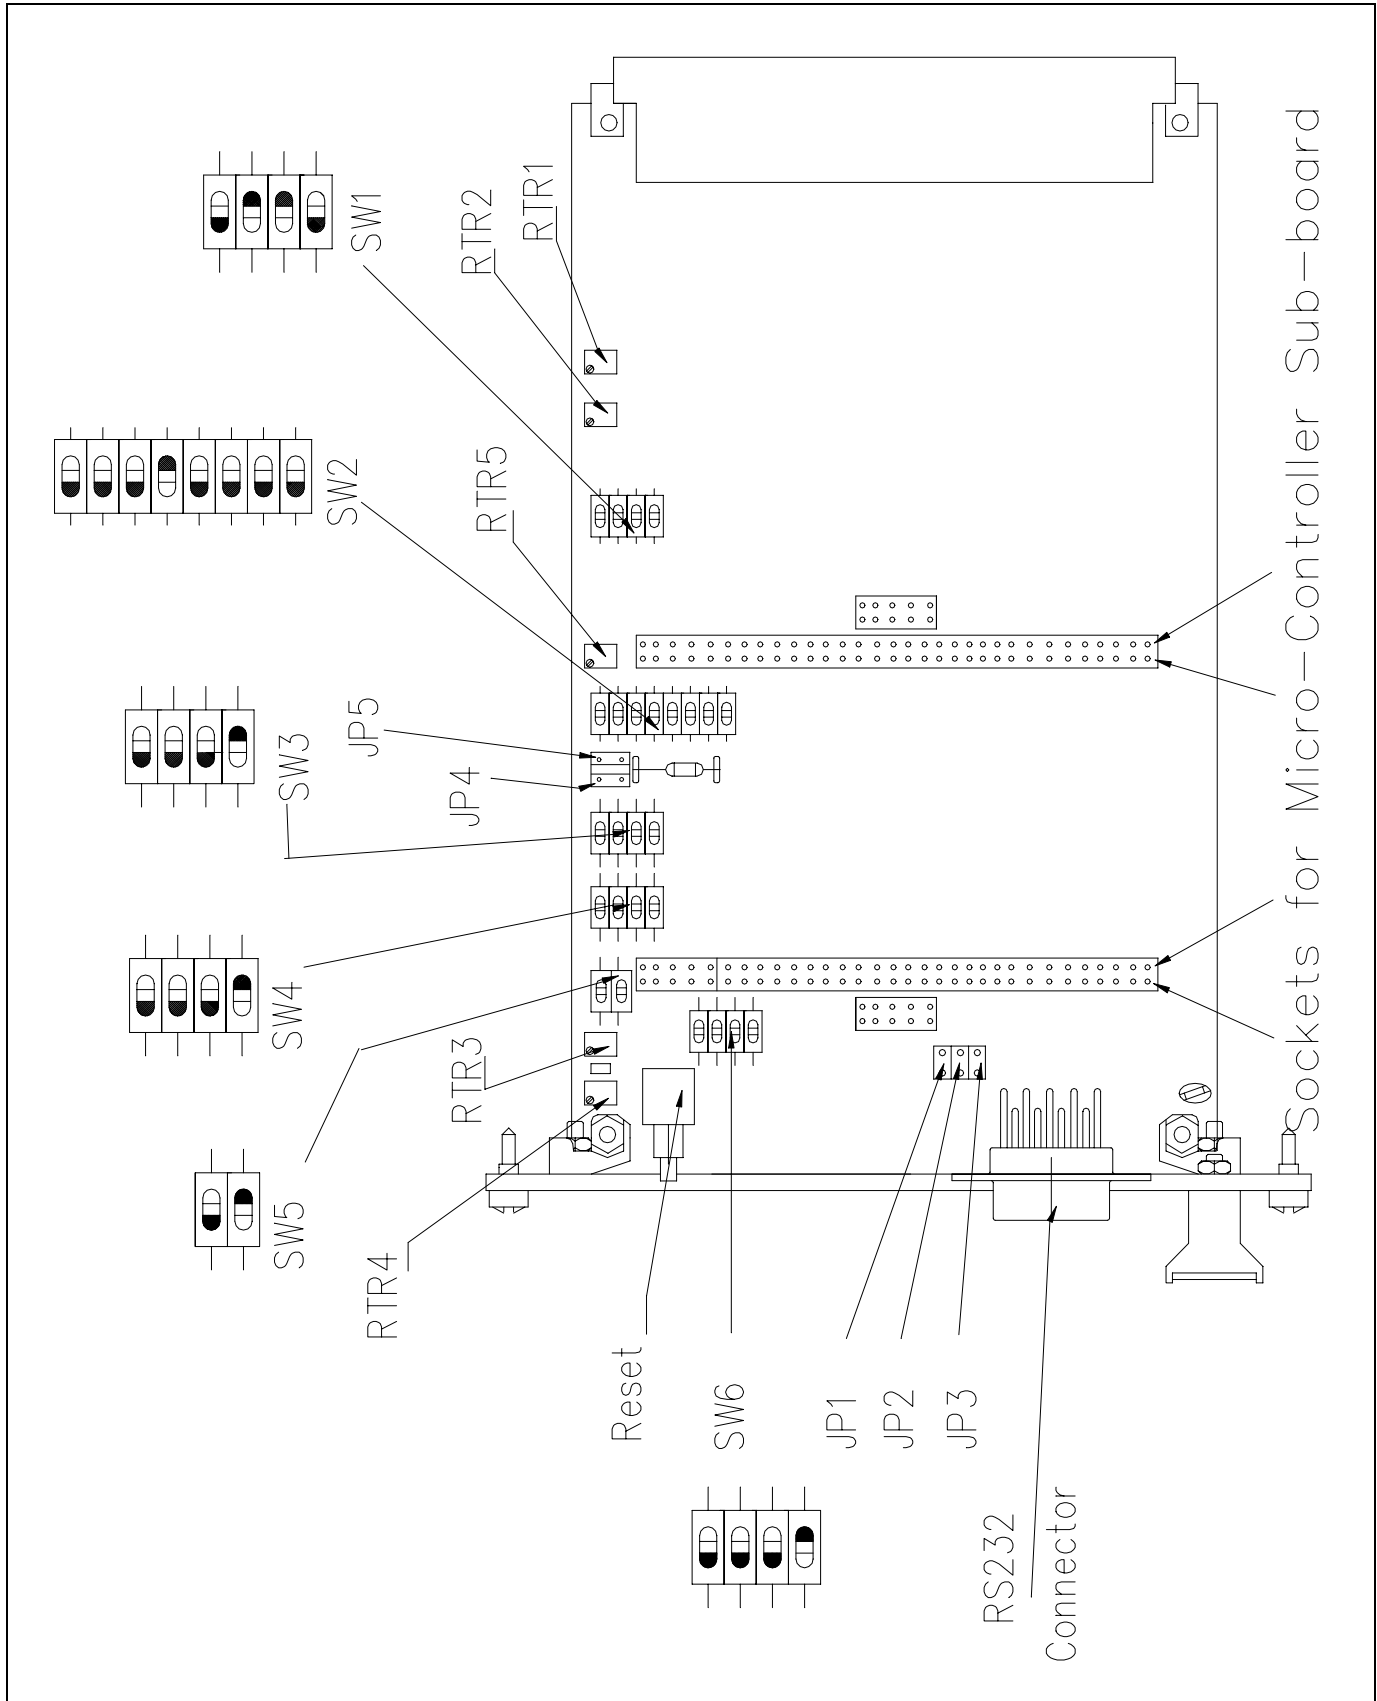 SW1
SW2
SW3
SW4
SW5
RTR1
RTR2
RTR5
JP5
JP4
RTR3
RTR4
Reset
SW6
JP1
JP2
JP3
RS232
Connector
Sockets for Micro-Controller Sub-board